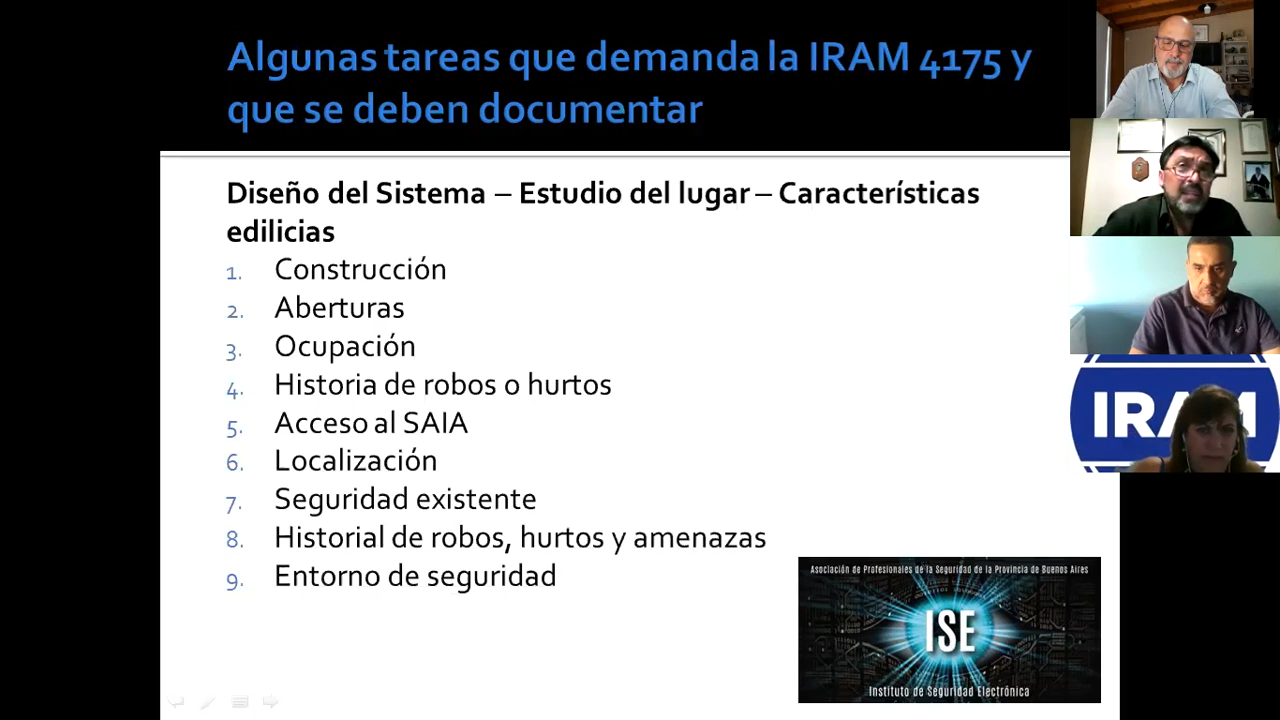 Algunas tareas que demanda la IRAM 4175 y
que se deben documentar
Diseño del Sistema – Estudio del lugar – Características
edilicias
1. Construcción
2. Aberturas
3. Ocupación
4. Historia de robos o hurtos
5. Acceso al SAIA
6. Localización
7. Seguridad existente
8. Historial de robos, hurtos y amenazas
9. Entorno de seguridad
Asociación de Profesionales de la Seguridad de la Provincia de Buenos Aires
ISE
Instituto de Seguridad Electrónica
IRAM